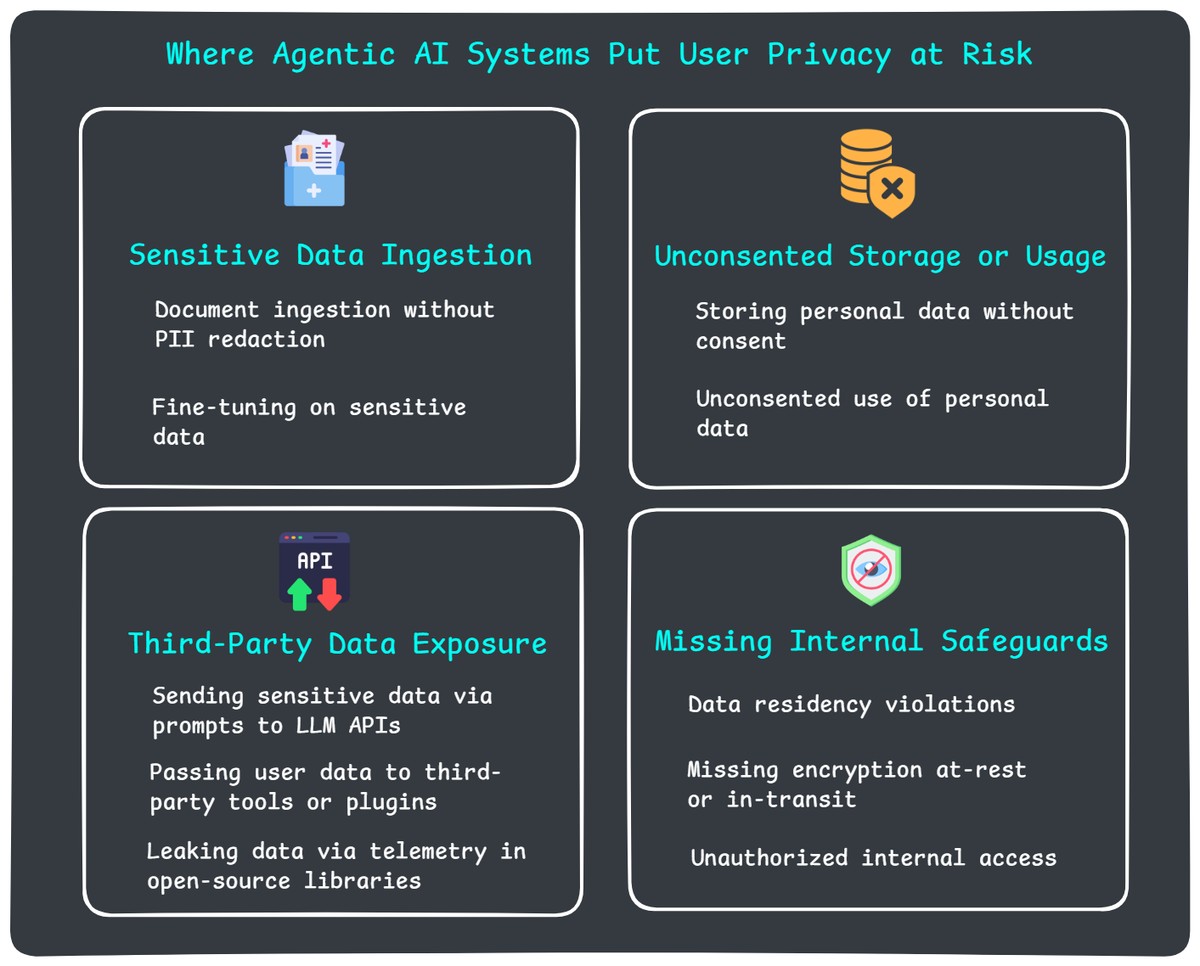 Where Agentic AI Systems Put User Privacy at Risk
Sensitive Data Ingestion
Document ingestion without
PII redaction
Fine-tuning on sensitive
data
Unconsented Storage or Usage
Storing personal data without
consent
Unconsented use of personal
data
API
Third-Party Data Exposure
Sending sensitive data via
prompts to LLM APIs
Passing user data to third-
party tools or plugins
Leaking data via telemetry in
open-source libraries
Missing Internal Safeguards
Data residency violations
Missing encryption at-rest
or in-transit
Unauthorized internal access